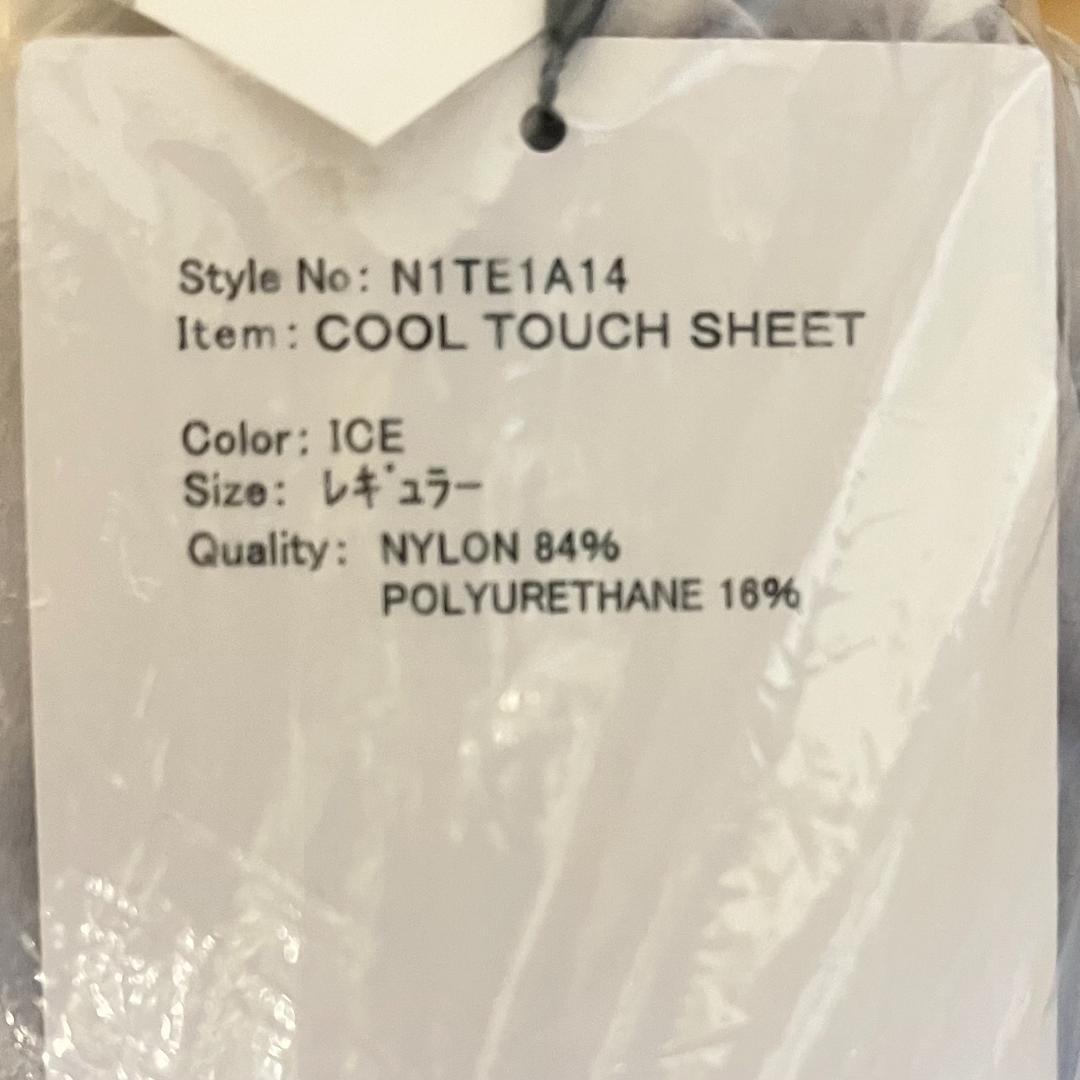 Style No: N1TE1A14
Item: COOL TOUCH SHEET
Color: ICE
Size: レギュラー
Quality: NYLON 84%
POLYURETHANE 16%